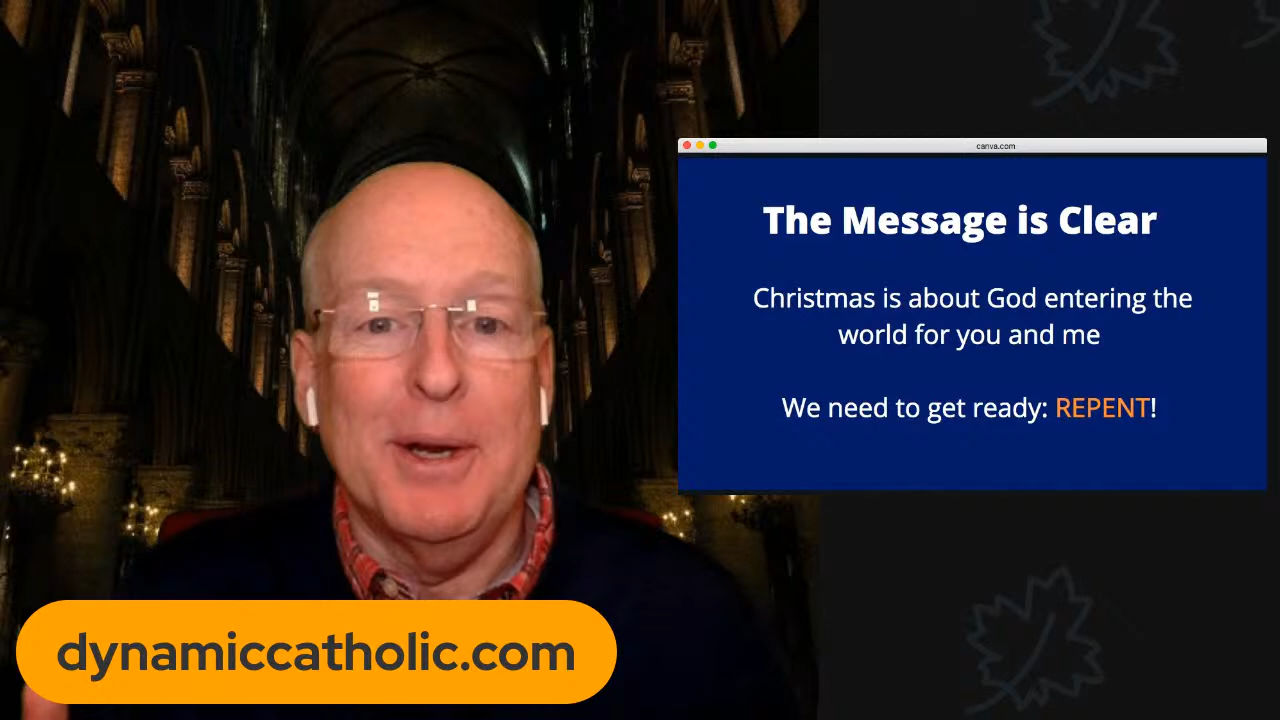 canva.com
The Message is Clear
Christmas is about God entering the
world for you and me
We need to get ready: REPENT!
dynamiccatholic.com